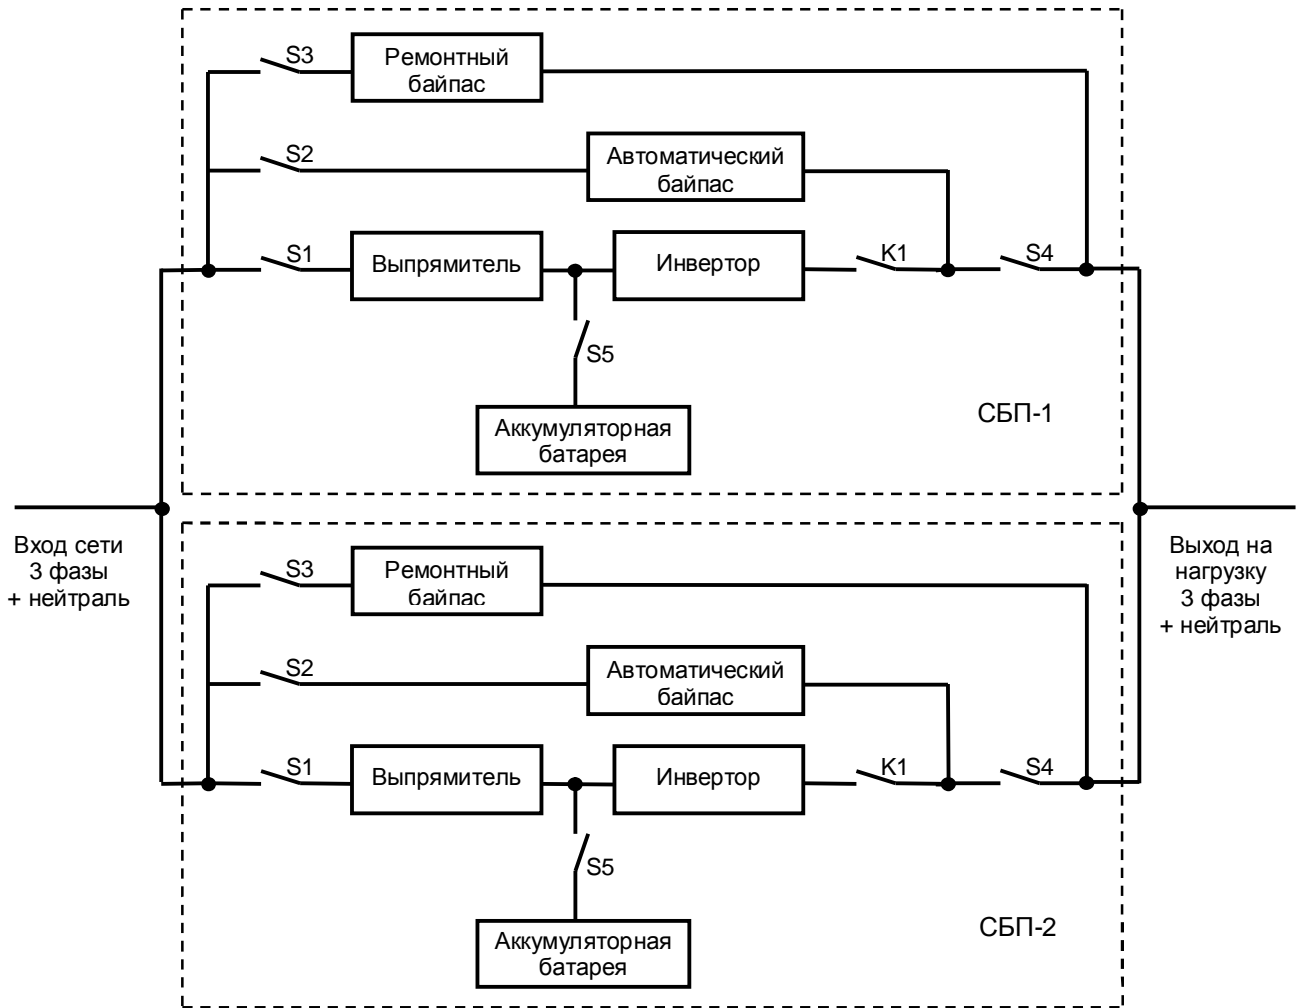 S3
Ремонтный
байпас
S2
Автоматический
байпас
S1
Выпрямитель
Инвертор
K1
S4
S5
Аккумуляторная
батарея
СБП-1
Вход сети
3 фазы
+ нейтраль
Выход на
нагрузку
3 фазы
+ нейтраль
S3
Ремонтный
байпас
S2
Автоматический
байпас
S1
Выпрямитель
Инвертор
K1
S4
S5
Аккумуляторная
батарея
СБП-2